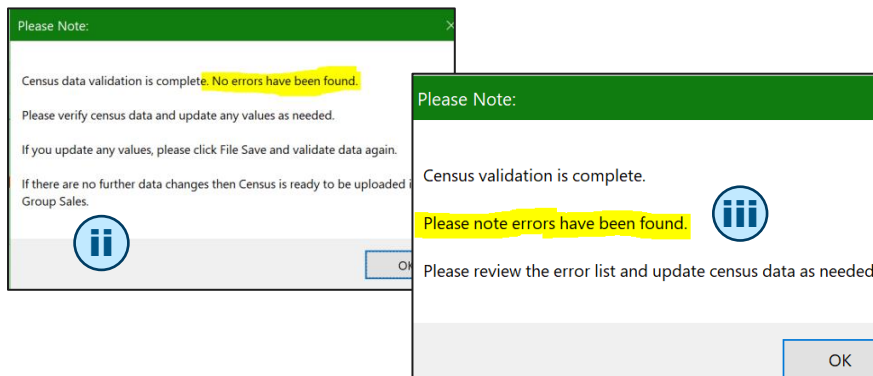 Please Note:
Census data validation is complete. No errors have been found.
Please verify census data and update any values as needed.
If you update any values, please click File Save and validate data again.
If there are no further data changes then Census is ready to be uploaded i
Group Sales.
ii
Please Note:
Census validation is complete.
Please note errors have been found.
iii
Please review the error list and update census data as needed
OK